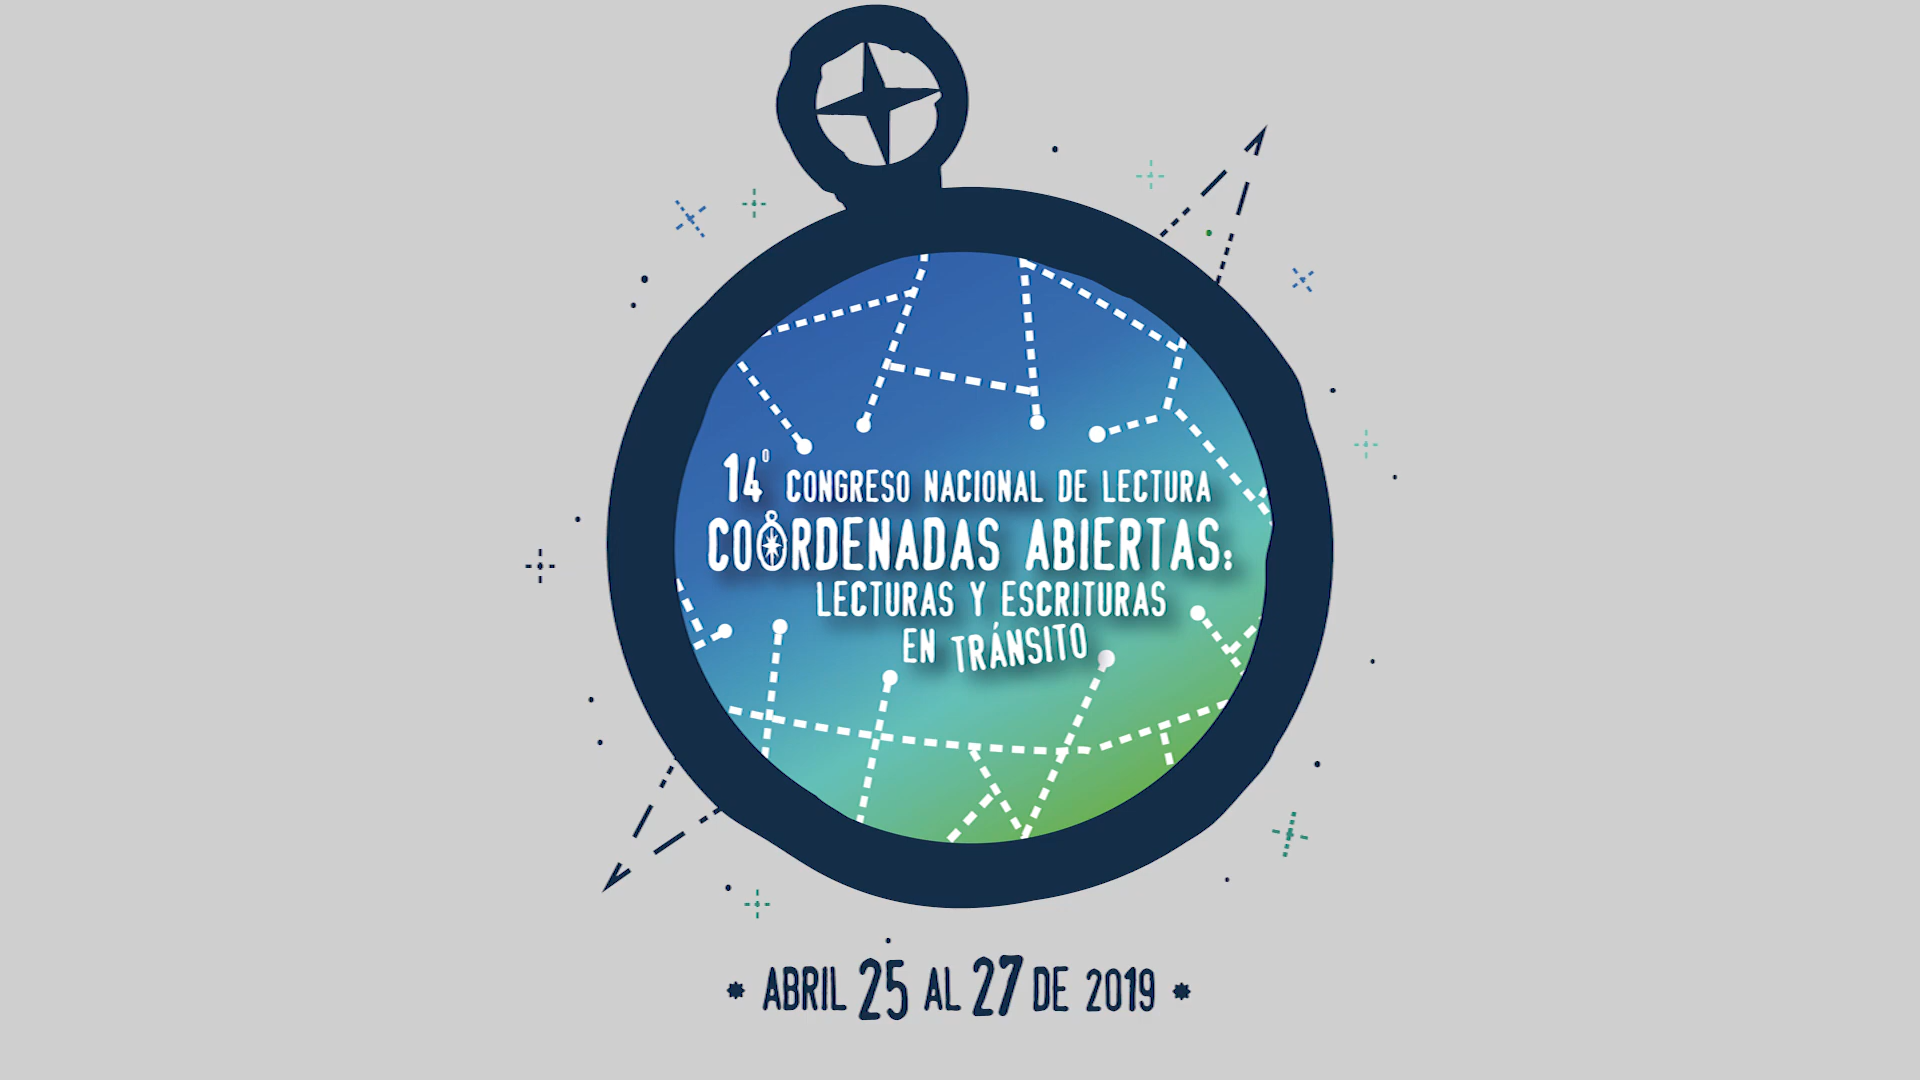 14° CONGRESO NACIONAL DE LECTURA
COORDENADAS ABIERTAS:
LECTURAS Y ESCRITURAS
EN TRÁNSITO
ABRIL 25 AL 27 DE 2019